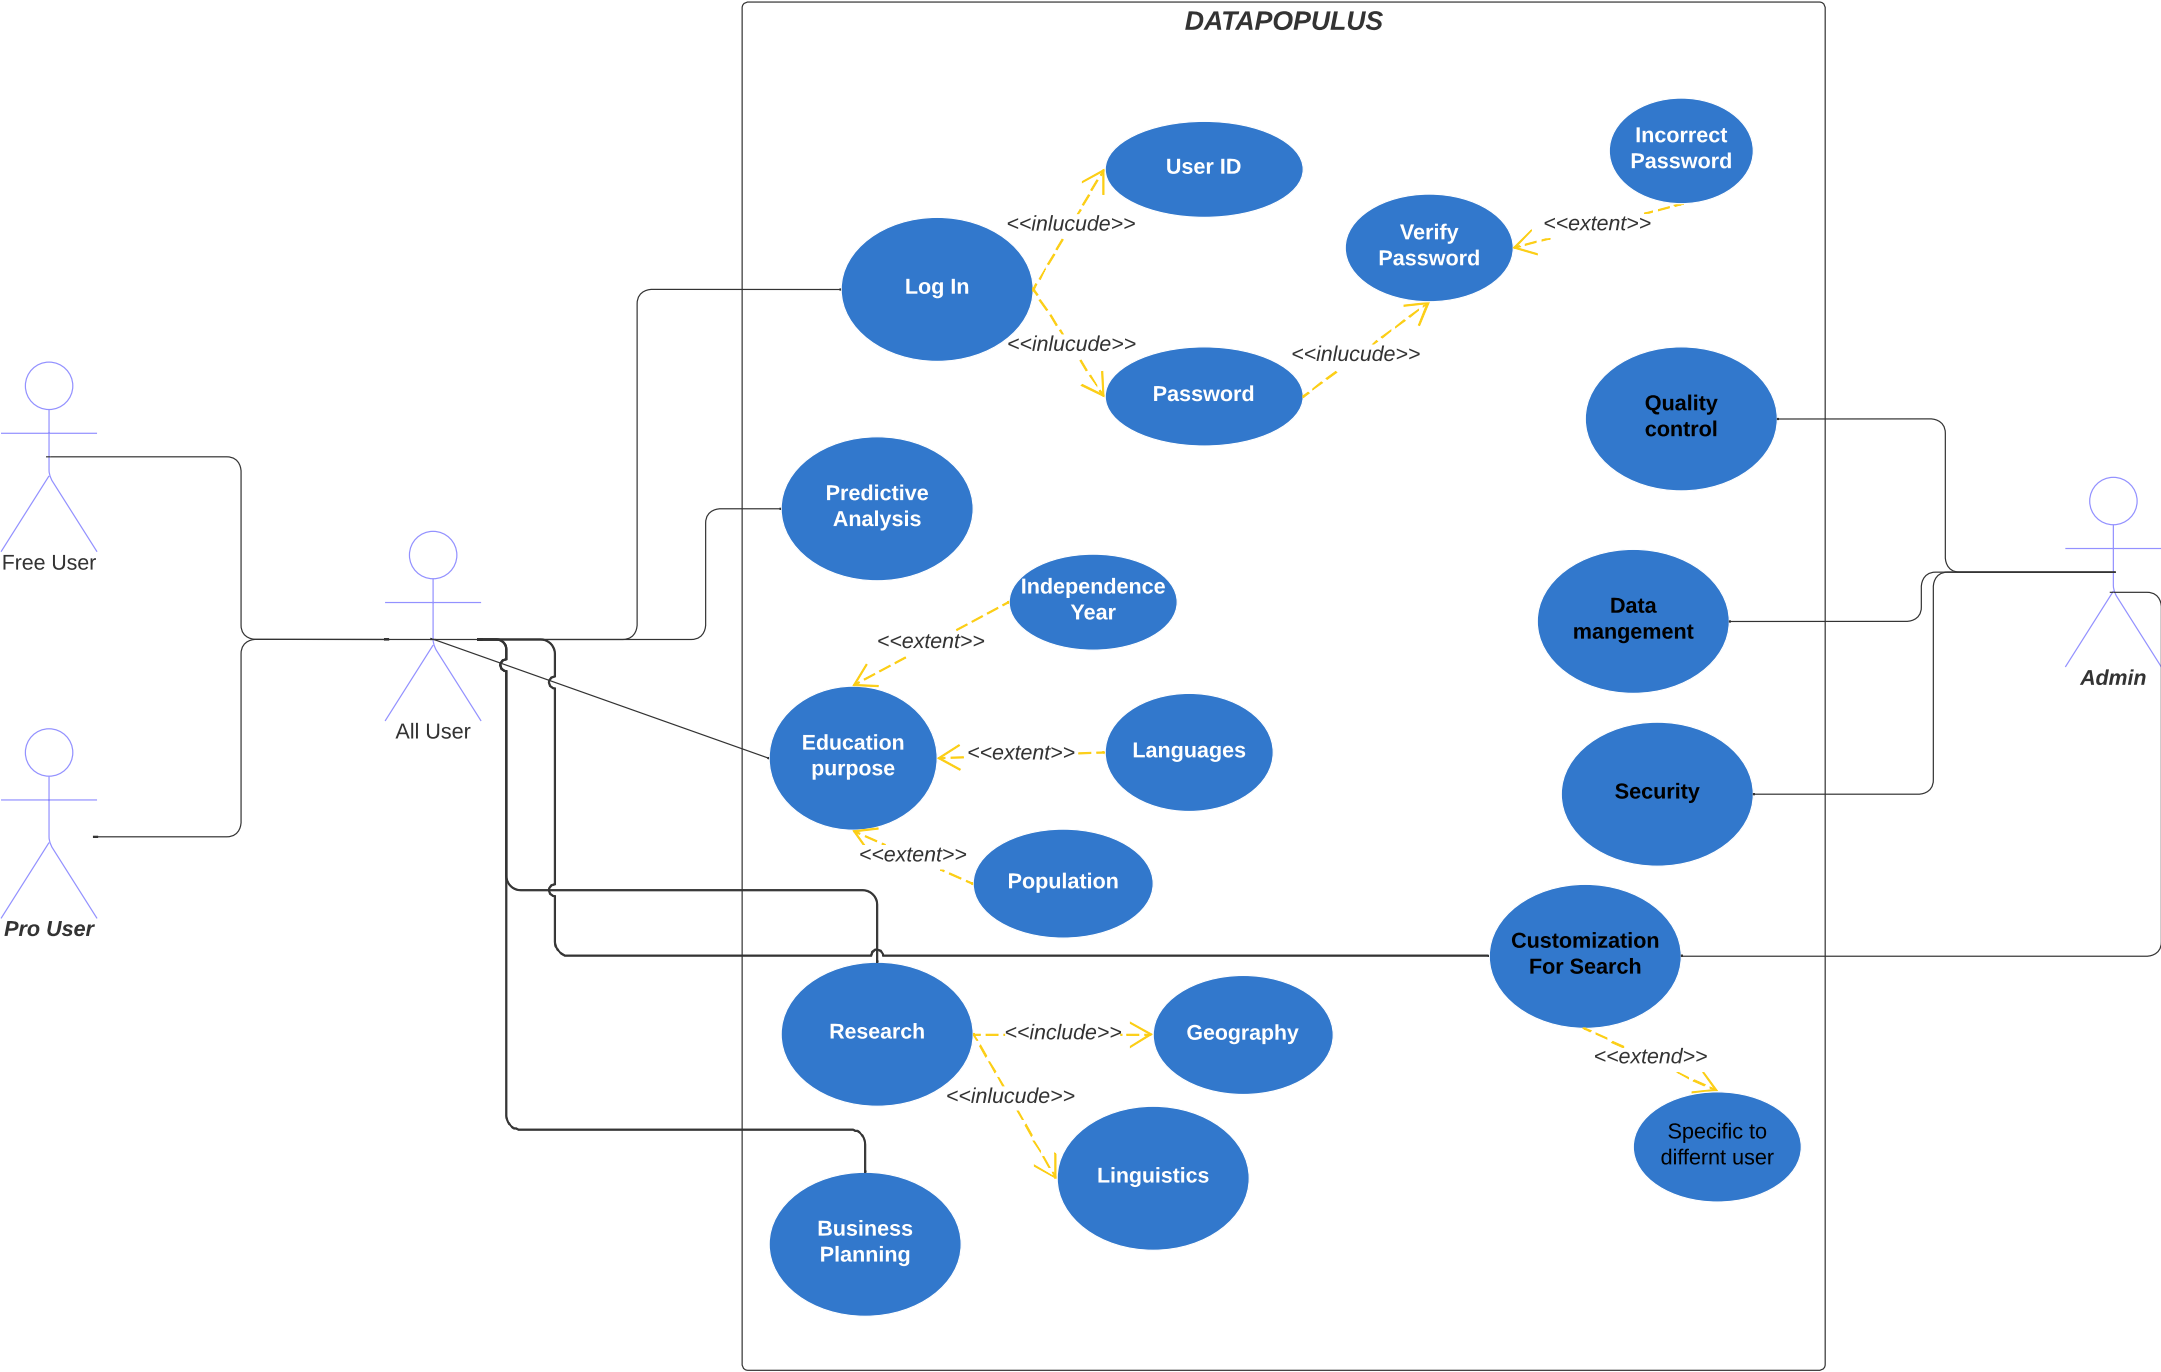 DATAPOPULUS
Incorrect
Password
User ID
<<inlucude>>
<<extent>>
Verify
Password
Log In
<<inlucude>>
<<inlucude>>
Password
Quality
control
Predictive
Analysis
Free User
Independence
Year
Data
mangement
<<extent>>
Admin
All User
Education
purpose
<<extent>>
Languages
Security
<<extent>>
Population
Pro User
Customization
For Search
Research
<<include>>
Geography
<<extend>>
<<inlucude>>
Specific to
differnt user
Linguistics
Business
Planning